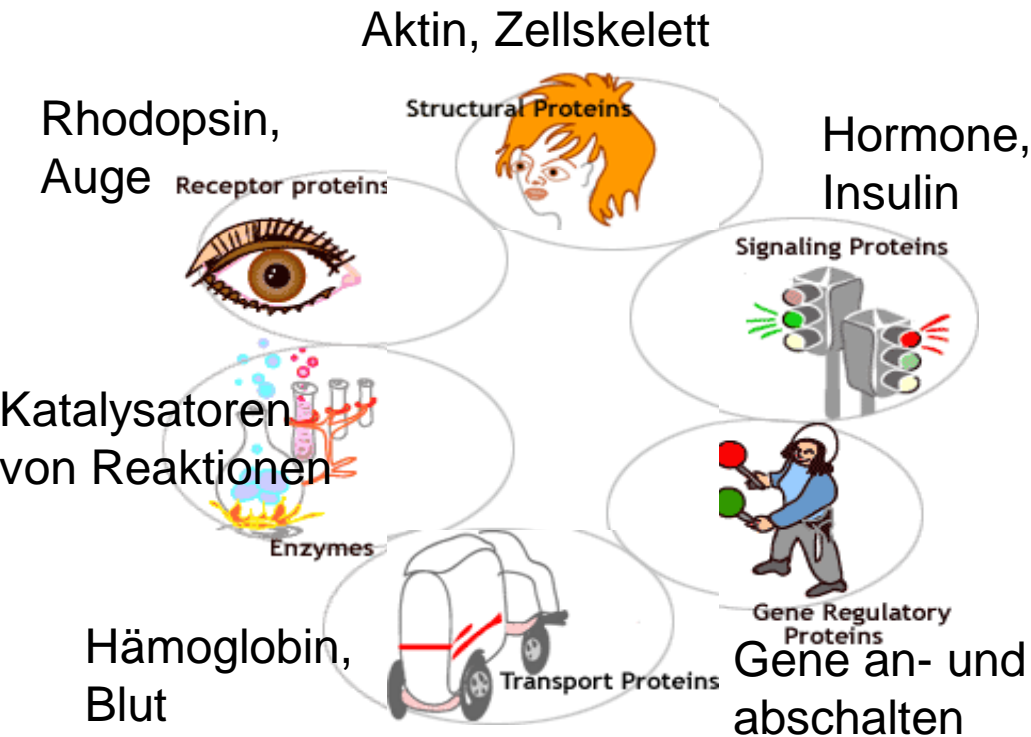 Aktin, Zellskelett
Structural Proteins
Rhodopsin,
Auge
Receptor proteins
Hormone,
Insulin
Signaling Proteins
Katalysatoren
von Reaktionen
Enzymes
Gene Regulatory
Proteins
Gene an- und
abschalten
Hämoglobin,
Blut
Transport Proteins